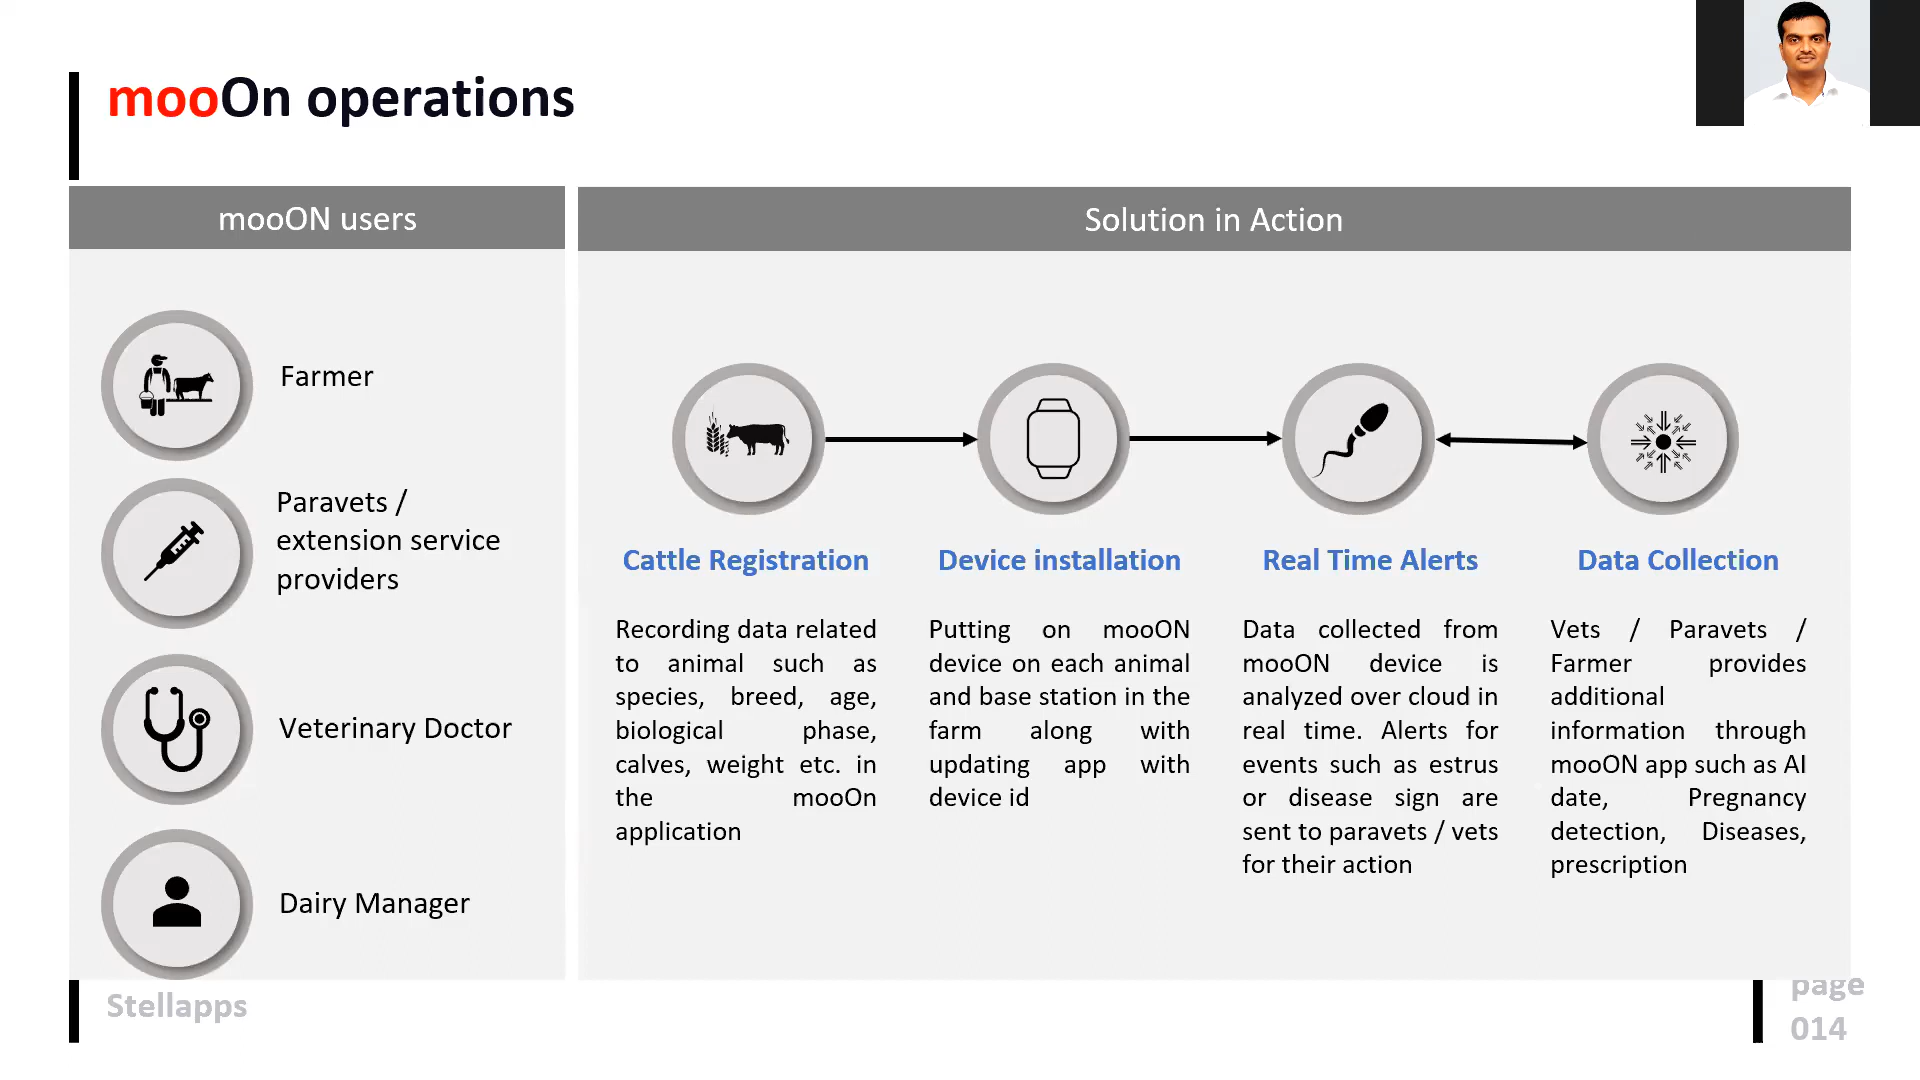 mooOn operations
mooON users
Solution in Action
Farmer
Paravets /
extension service
providers
Veterinary Doctor
Dairy Manager
Cattle Registration
Recording data related
to animal such as
species, breed, age,
biological phase,
calves, weight etc. in
the mooOn
application
Device installation
Putting on mooON
device on each animal
and base station in the
farm along with
updating app with
device id
Real Time Alerts
Data collected from
mooON device is
analyzed over cloud in
real time. Alerts for
events such as estrus
or disease sign are
sent to paravets / vets
for their action
Data Collection
Vets / Paravets /
Farmer provides
additional
information through
mooON app such as AI
date, Pregnancy
detection, Diseases,
prescription
Stellapps
page
014